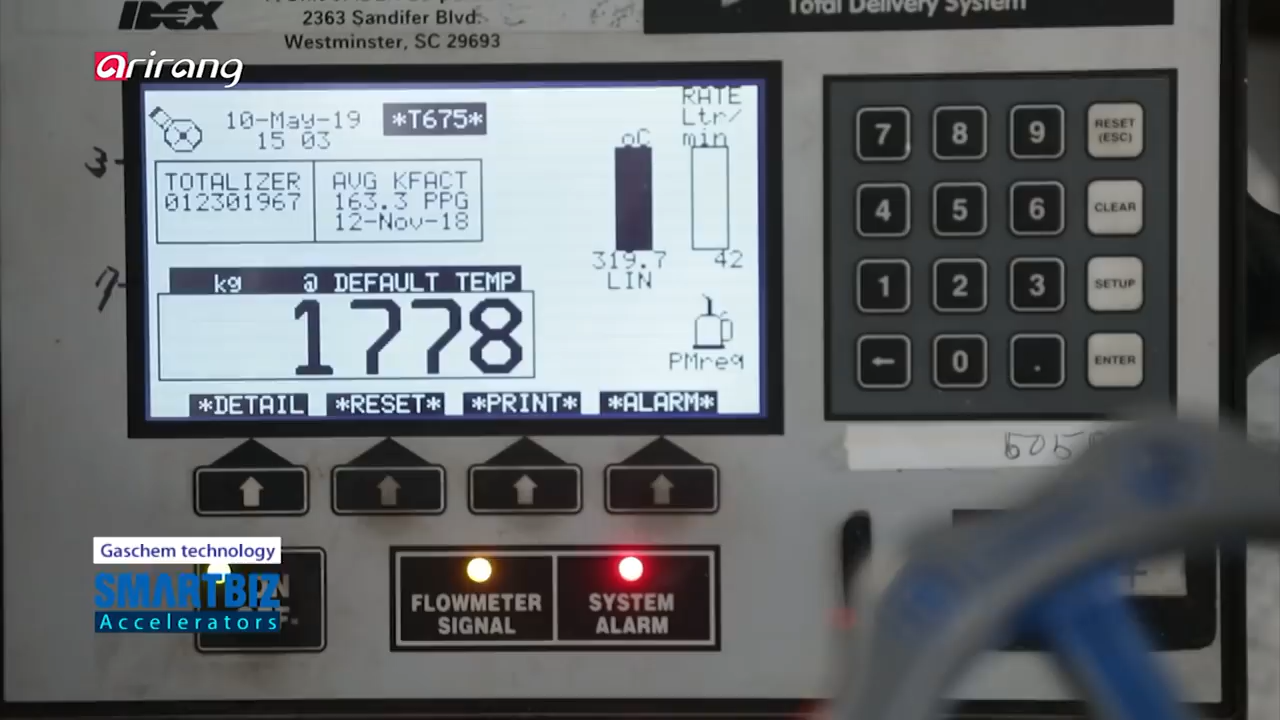 IDEX
2363 Sandifer Blvd.
Westminster, SC 29693
Total Delivery System
arirang
10-May-19
15 03
*T675*
TOTALIZER
012301967
AVG KFACT
163.3 PPG
12-Nov-18
oC
RATE
Ltr/
min
319.7
LIN
42
kg @ DEFAULT TEMP
1778
PMreq
*DETAIL *RESET* *PRINT* *ALARM*
7 8 9 RESET (ESC)
4 5 6 CLEAR
1 2 3 SETUP
← 0 . ENTER
3
7
FLOWMETER
SIGNAL
SYSTEM
ALARM
Gaschem technology
SMARTBIZ
Accelerators